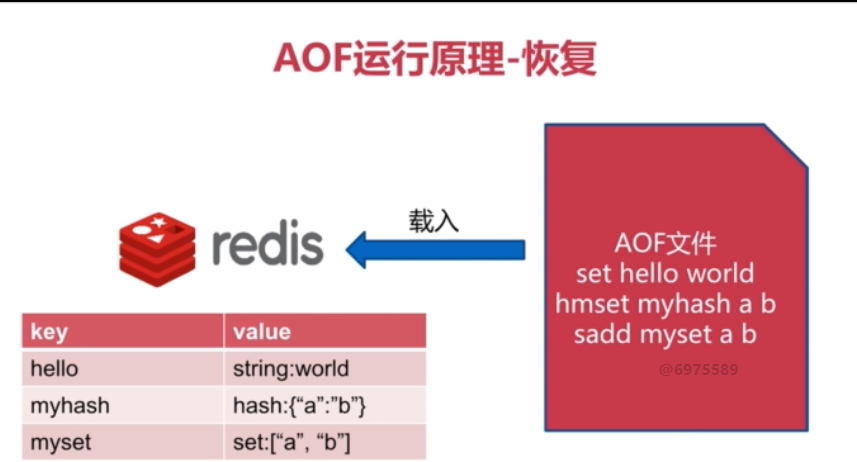 AOF运行原理-恢复
载入
redis
AOF文件
set hello world
hmset myhash a b
sadd myset a b
@6975589
key value
hello string:world
myhash hash:{“a”:”b”}
myset set:[“a”, “b”]